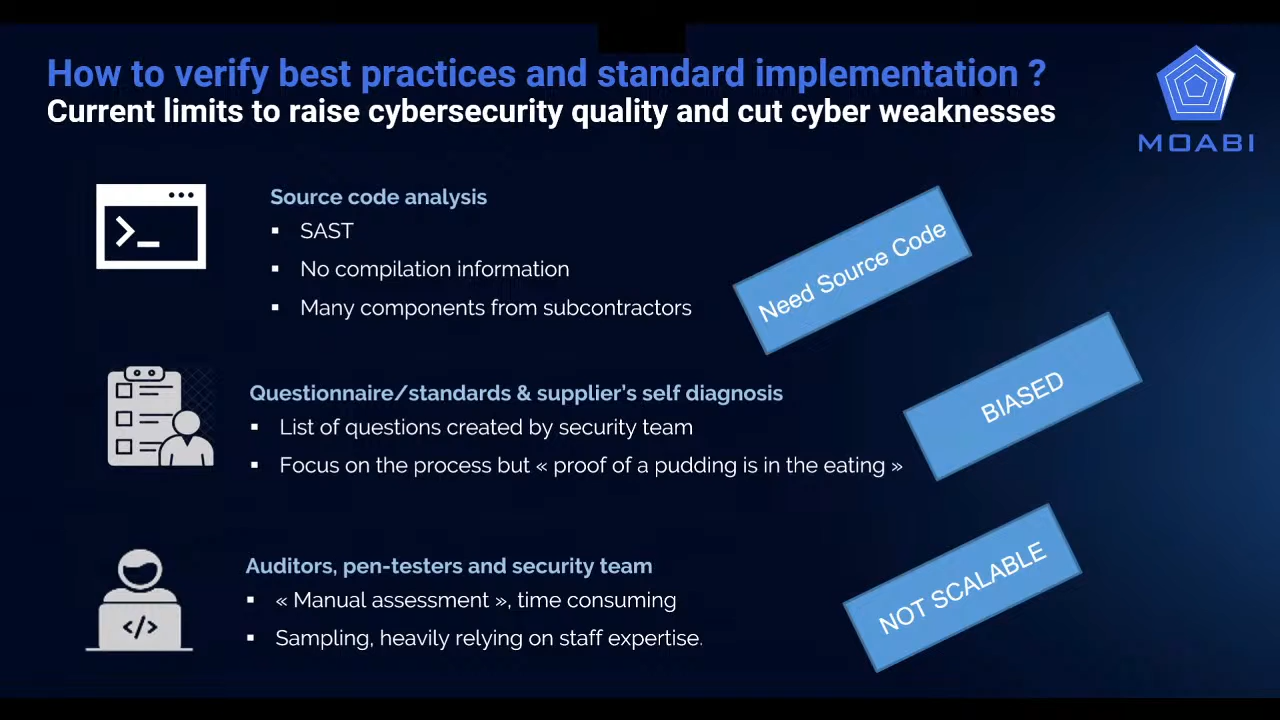 How to verify best practices and standard implementation ?
Current limits to raise cybersecurity quality and cut cyber weaknesses
MOABI
Source code analysis
▪ SAST
▪ No compilation information
▪ Many components from subcontractors
Need Source Code
Questionnaire/standards & supplier's self diagnosis
▪ List of questions created by security team
▪ Focus on the process but « proof of a pudding is in the eating »
BIASED
Auditors, pen-testers and security team
▪ « Manual assessment », time consuming
▪ Sampling, heavily relying on staff expertise.
NOT SCALABLE